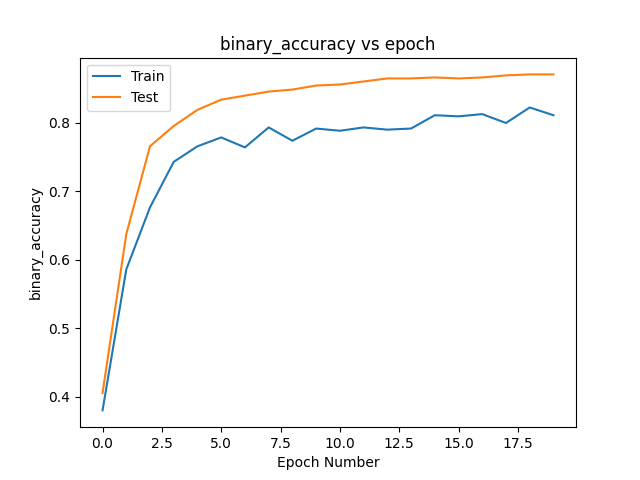 binary_accuracy vs epoch
Train
Test
0.8
0.7
0.6
0.5
0.4
binary_accuracy
0.0 2.5 5.0 7.5 10.0 12.5 15.0 17.5
Epoch Number